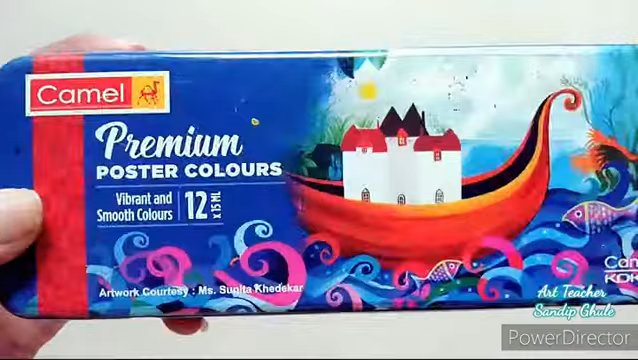 Camel
Premium
POSTER COLOURS
Vibrant and
Smooth Colours
12
x 15 ML
Artwork Courtesy : Ms. Sugita Khedekar
Art Teacher
Sandip Ghule
PowerDirector